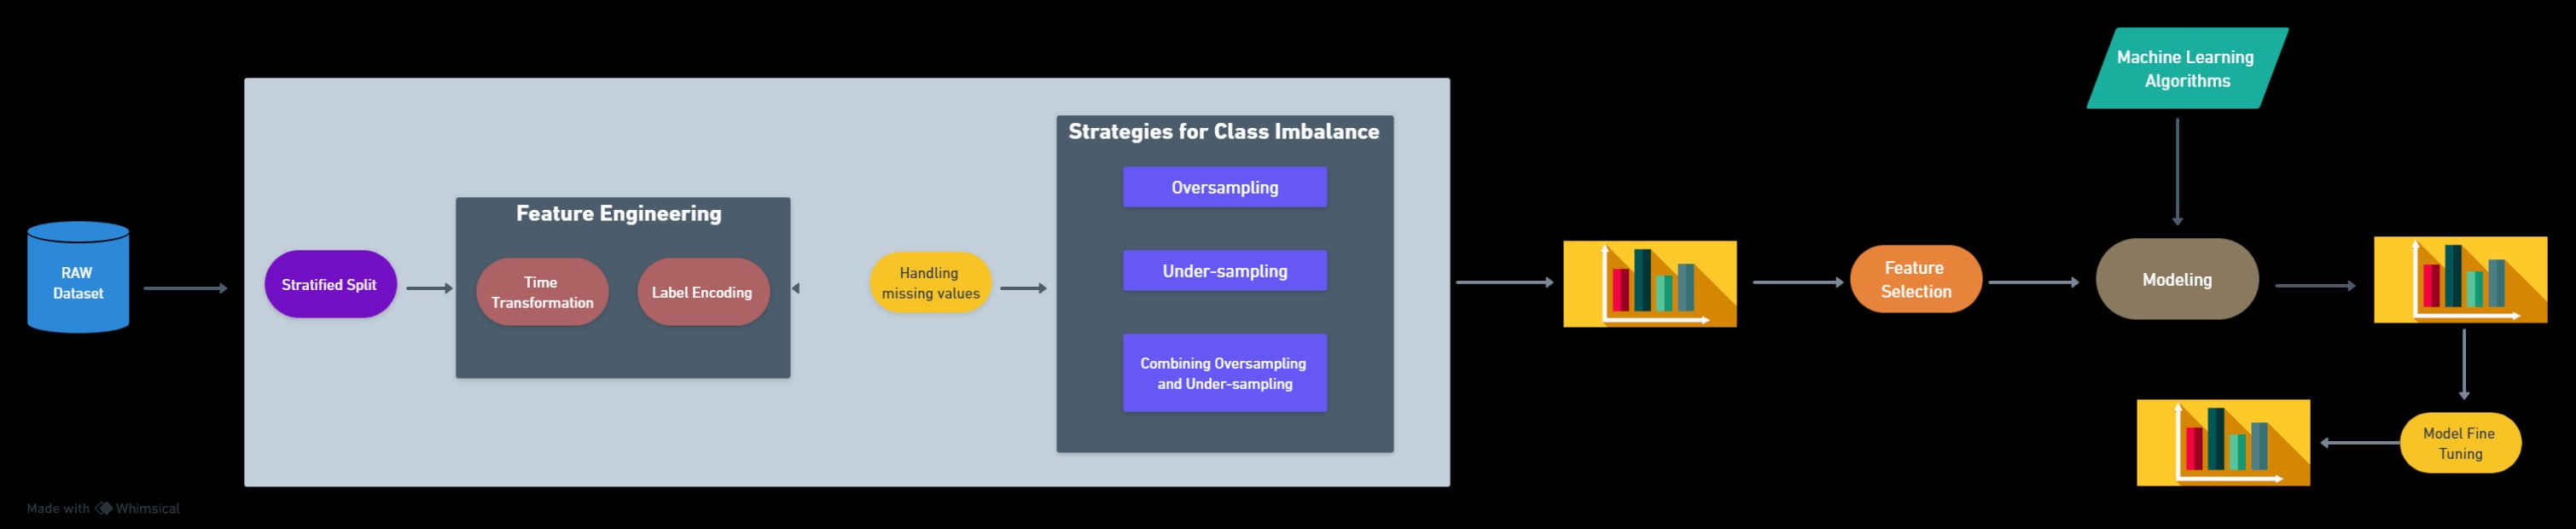 RAW
Dataset
Stratified Split
Feature Engineering
Time
Transformation
Label Encoding
Handling
missing values
Strategies for Class Imbalance
Oversampling
Under-sampling
Combining Oversampling
and Under-sampling
Feature
Selection
Machine Learning
Algorithms
Modeling
Model Fine
Tuning
Made with Whimsical